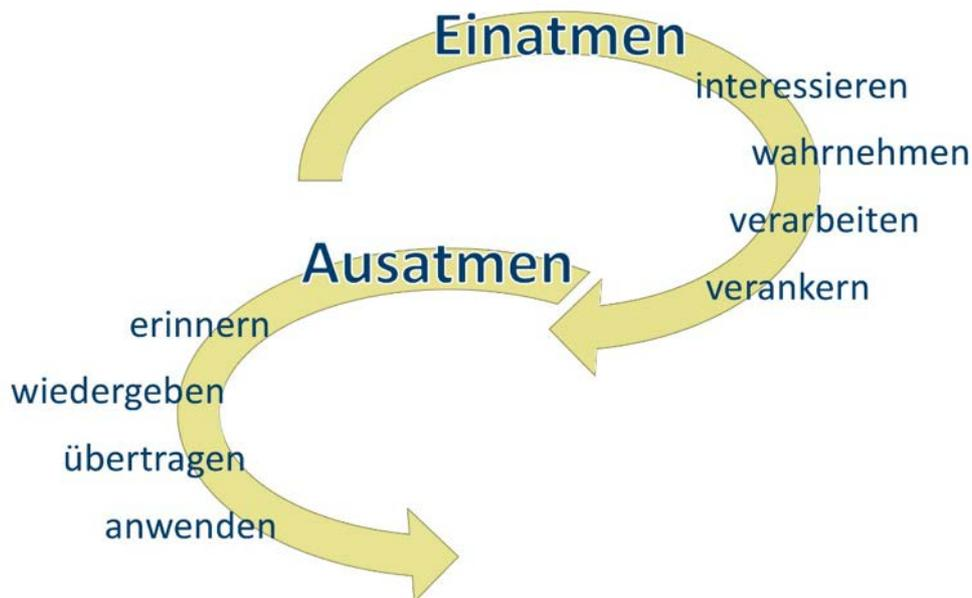 Einatmen
interessieren
wahrnehmen
verarbeiten
verankern
Ausatmen
erinnern
wiedergeben
übertragen
anwenden